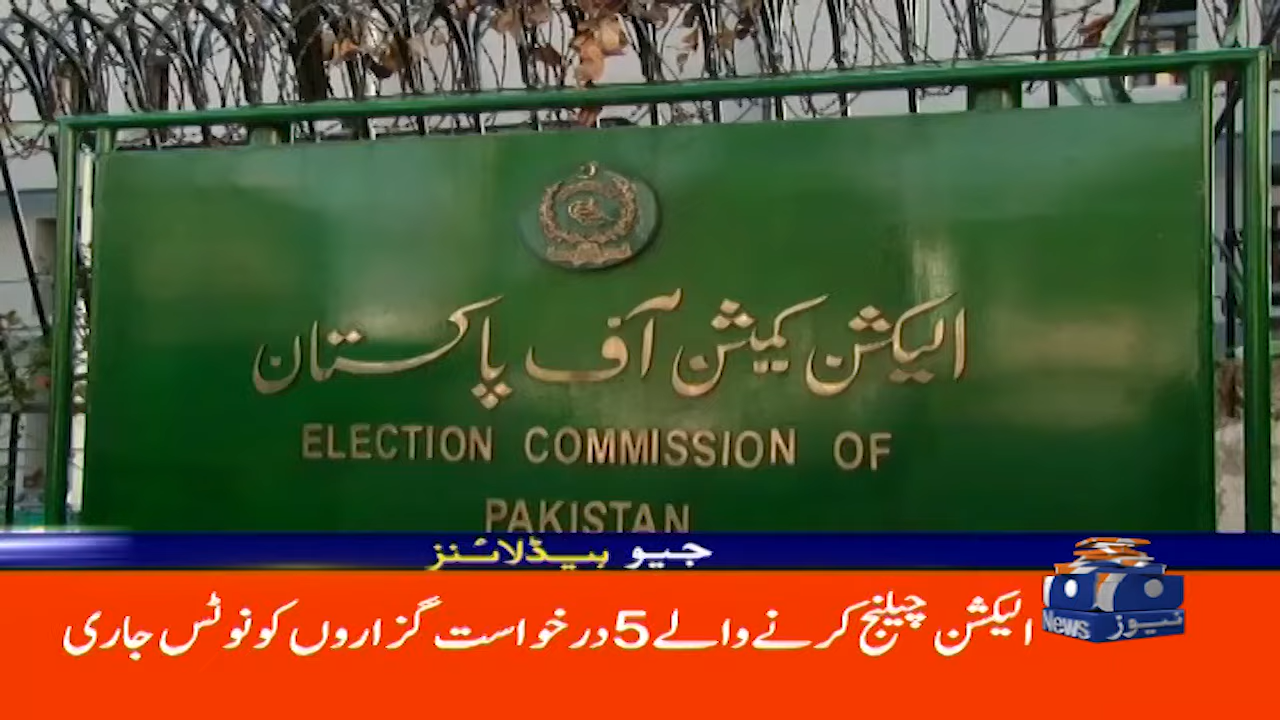 الیکشن کمیشن آف پاکستان
ELECTION COMMISSION OF
PAKISTAN
جیو ہیڈلائنز
الیکشن چیلنج کرنے والے 5 درخواست گزاروں کو نوٹس جاری
News نیوز